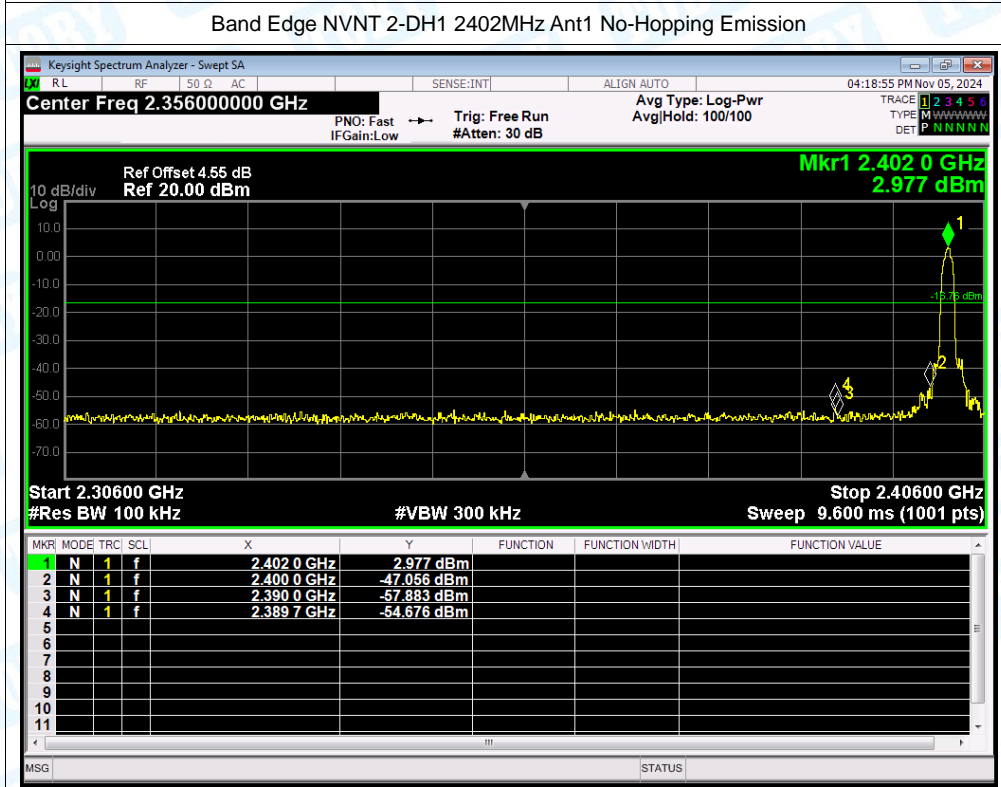 Band Edge NVNT 2-DH1 2402MHz Ant1 No-Hopping Emission
Keysight Spectrum Analyzer - Swept SA
LXI RL RF 50 Ω AC SENSE:INT ALIGN AUTO 04:18:55 PM Nov 05, 2024
Center Freq 2.356000000 GHz Avg Type: Log-Pwr TRACE 1 2 3 4 5 6
PNO: Fast Trig: Free Run Avg|Hold: 100/100 TYPE M W W W W W
IFGain:Low #Atten: 30 dB DET P N N N N N
Mkr1 2.402 0 GHz
Ref Offset 4.55 dB
10 dB/div Ref 20.00 dBm 2.977 dBm
Log
1
10.0
0.00
-10.0
-16.76 dBm
-20.0
-30.0
2
-40.0
4
3
-50.0
-60.0
-70.0
Start 2.30600 GHz Stop 2.40600 GHz
#Res BW 100 kHz #VBW 300 kHz Sweep 9.600 ms (1001 pts)
MKR MODE TRC SCL X Y FUNCTION FUNCTION WIDTH FUNCTION VALUE
1 N 1 f 2.402 0 GHz 2.977 dBm
2 N 1 f 2.400 0 GHz -47.056 dBm
3 N 1 f 2.390 0 GHz -57.883 dBm
4 N 1 f 2.389 7 GHz -54.676 dBm
5
6
7
8
9
10
11
MSG STATUS